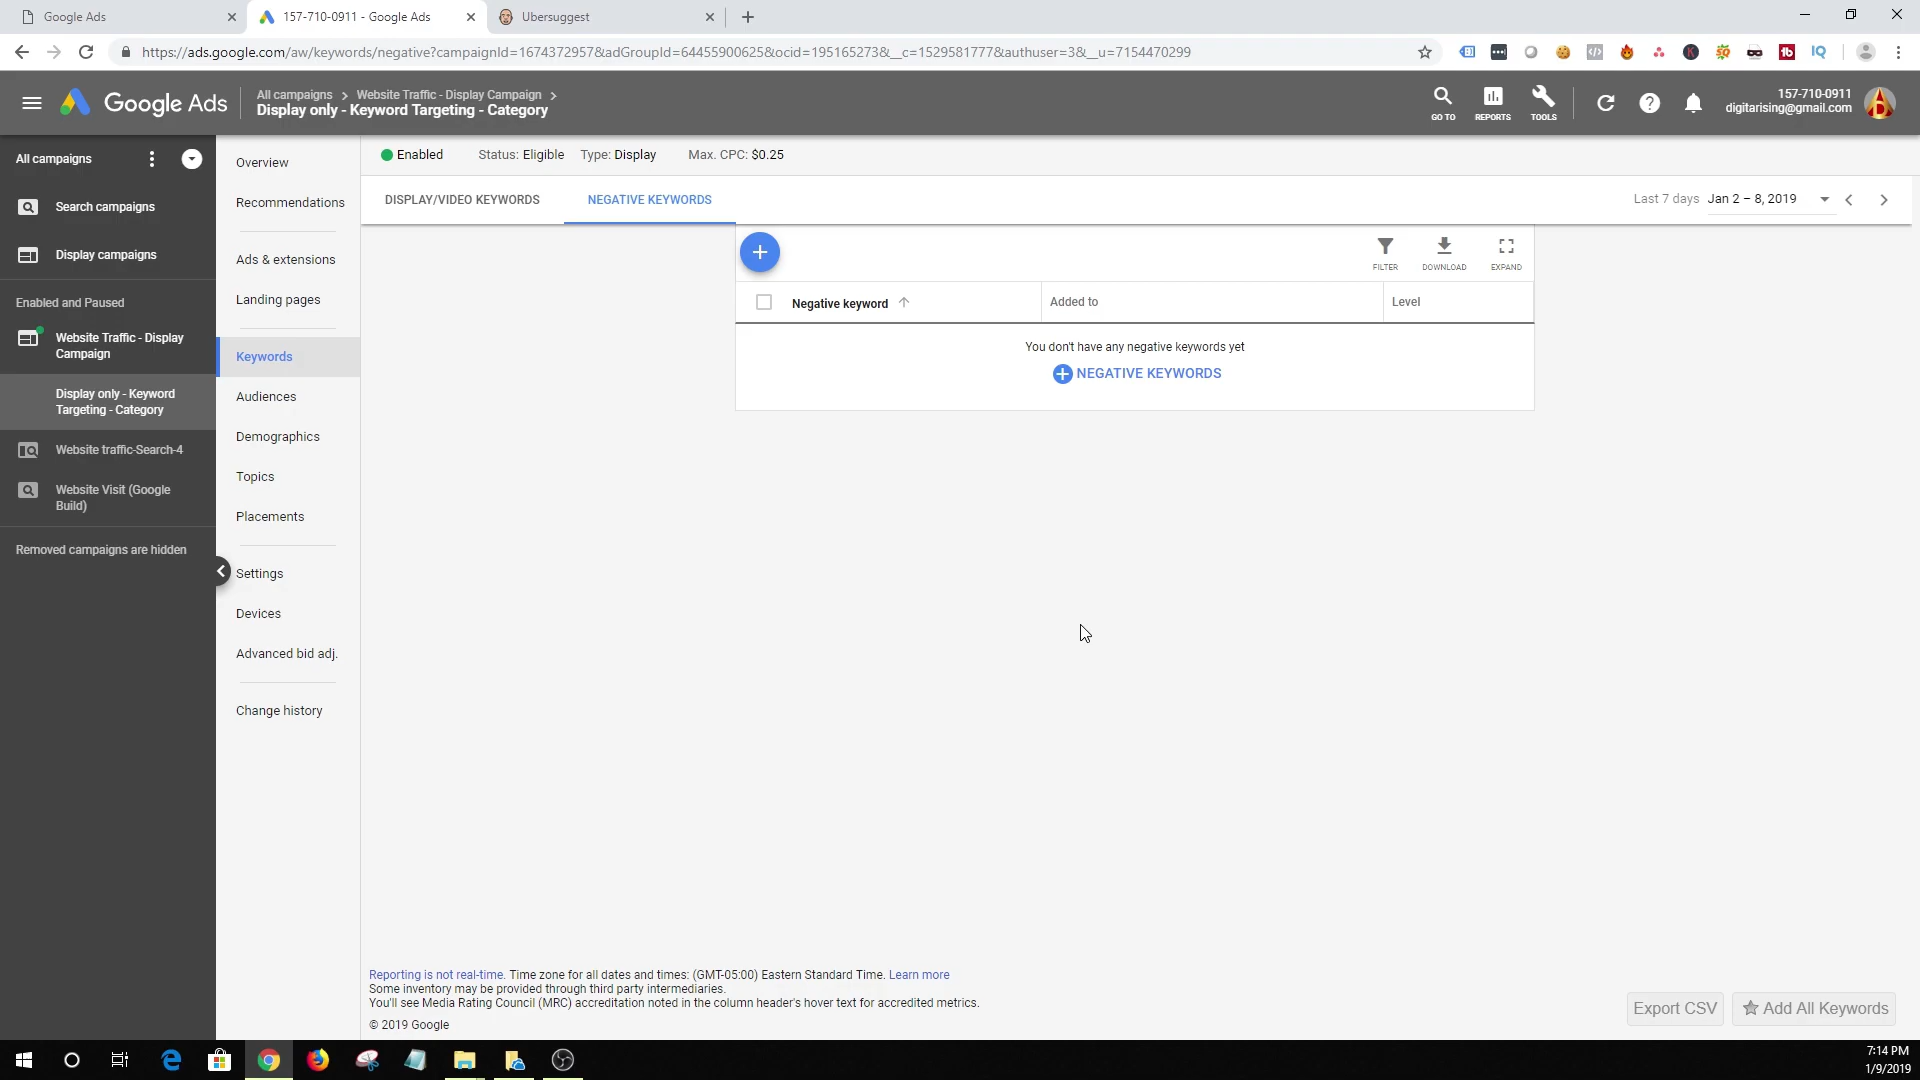 Google Ads
157-710-0911 - Google Ads
Ubersuggest
https://ads.google.com/aw/keywords/negative?campaignId=1674372957&adGroupId=64455900625&ocid=195165273&__c=1529581777&authuser=3&__u=7154470299
Google Ads
All campaigns > Website Traffic - Display Campaign >
Display only - Keyword Targeting - Category
GO TO
REPORTS
TOOLS
157-710-0911
digitarising@gmail.com
All campaigns
Search campaigns
Display campaigns
Enabled and Paused
Website Traffic - Display
Campaign
Display only - Keyword
Targeting - Category
Website traffic-Search-4
Website Visit (Google
Build)
Removed campaigns are hidden
Overview
Recommendations
Ads & extensions
Landing pages
Keywords
Audiences
Demographics
Topics
Placements
Settings
Devices
Advanced bid adj.
Change history
Enabled Status: Eligible Type: Display Max. CPC: $0.25
DISPLAY/VIDEO KEYWORDS
NEGATIVE KEYWORDS
Last 7 days Jan 2 – 8, 2019
FILTER
DOWNLOAD
EXPAND
Negative keyword
Added to
Level
You don't have any negative keywords yet
NEGATIVE KEYWORDS
Reporting is not real-time. Time zone for all dates and times: (GMT-05:00) Eastern Standard Time. Learn more
Some inventory may be provided through third party intermediaries.
You'll see Media Rating Council (MRC) accreditation noted in the column header's hover text for accredited metrics.
© 2019 Google
Export CSV
Add All Keywords
7:14 PM
1/9/2019